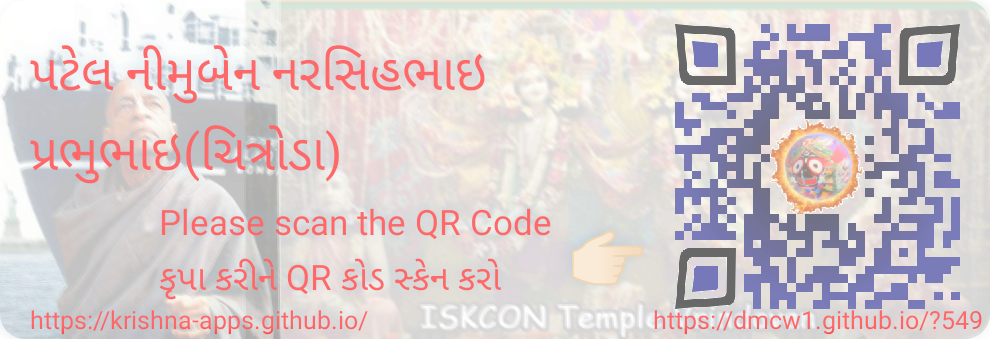 પટેલ નીમુબેન નરસિહભાઇ
પ્રભુભાઇ(ચિત્રોડા)
Please scan the QR Code
કૃપા કરીને QR કોડ સ્કેન કરો
https://krishna-apps.github.io/
ISKCON Temple
https://dmcw1.github.io/?549